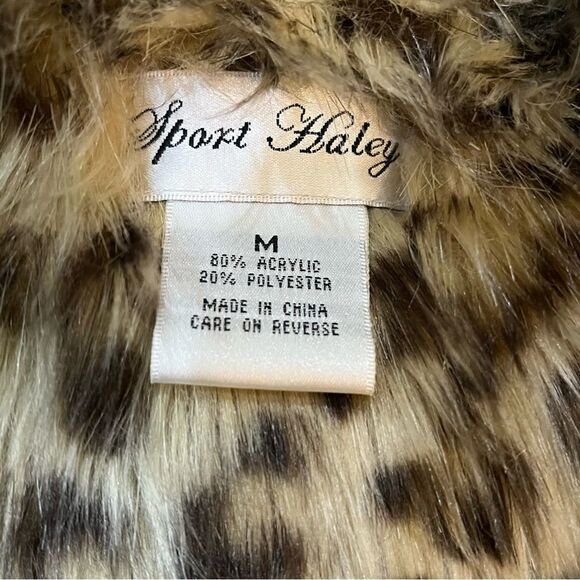 Sport Haley
M
80% ACRYLIC
20% POLYESTER
MADE IN CHINA
CARE ON REVERSE